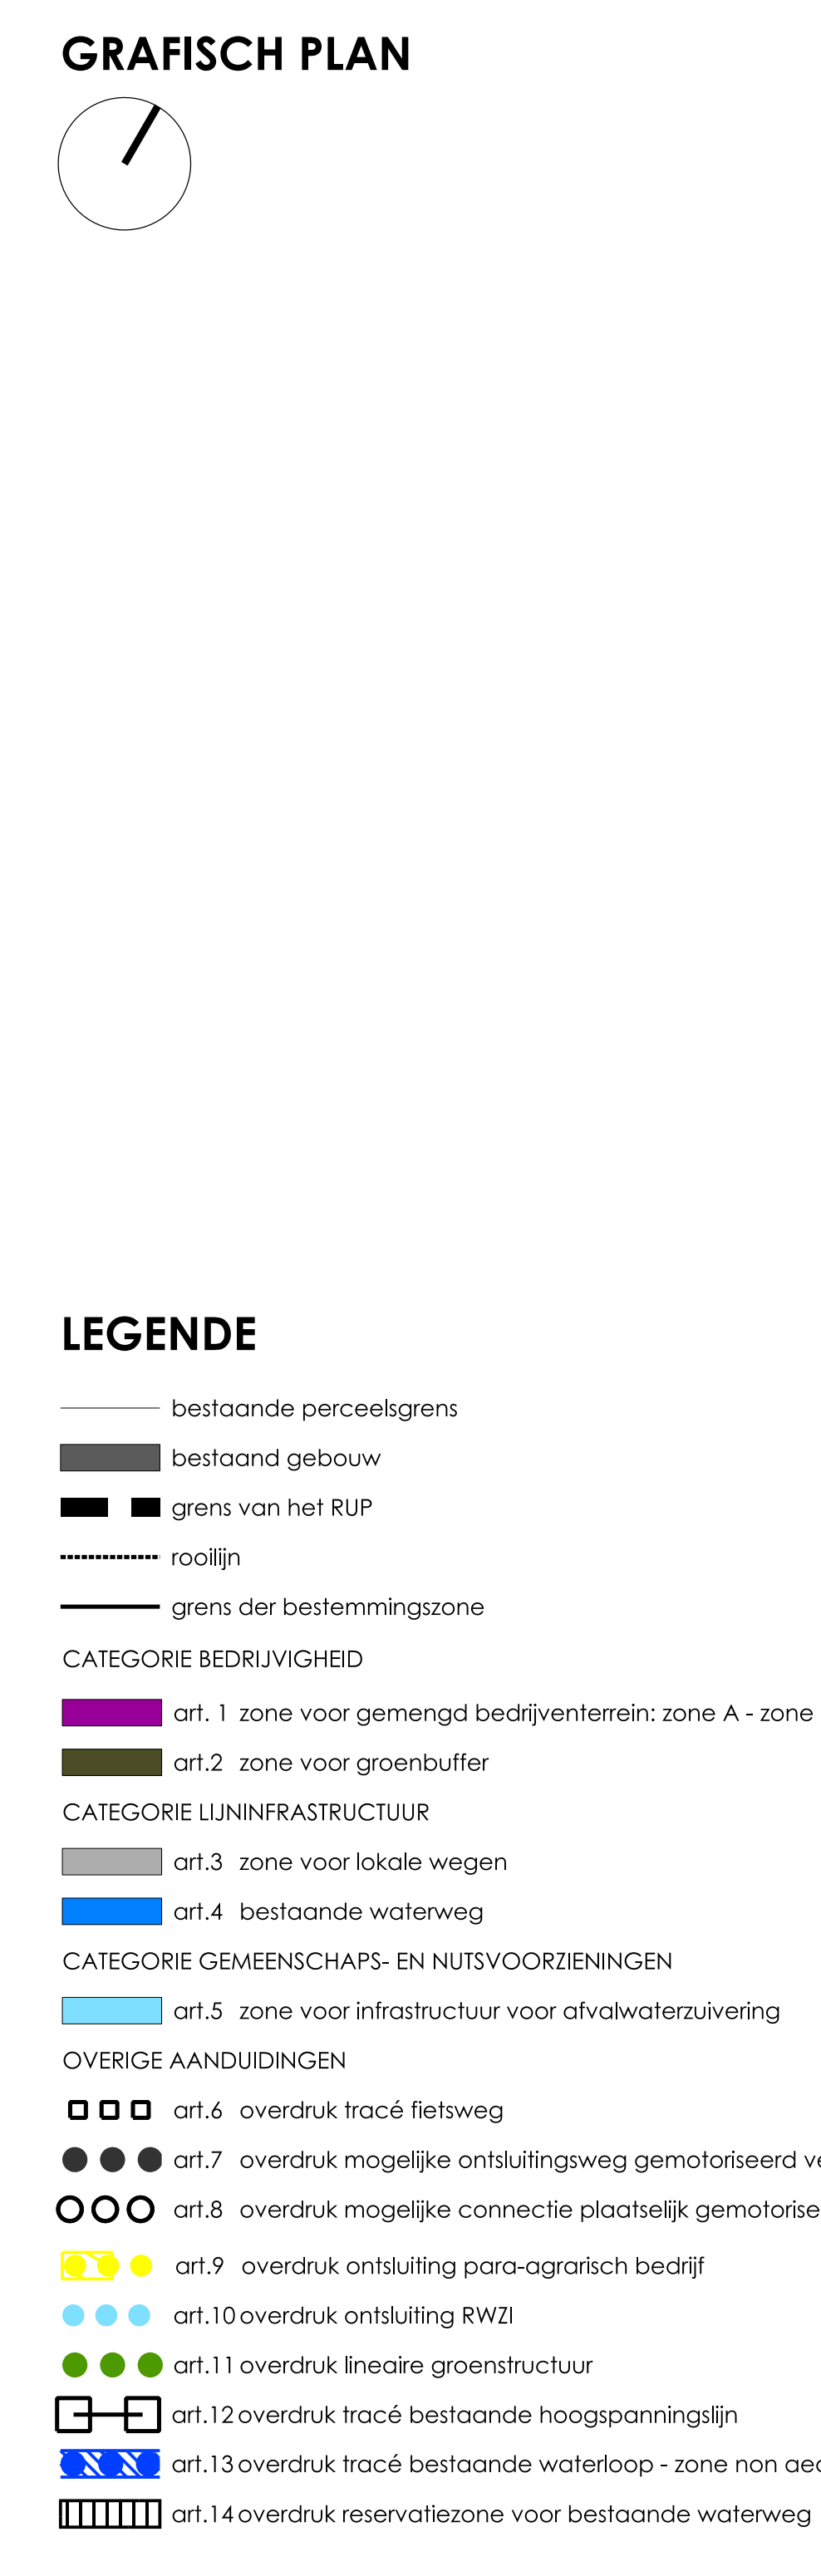 GRAFISCH PLAN
LEGENDE
bestaande perceelsgrens
bestaand gebouw
grens van het RUP
rooilijn
grens der bestemmingszone
CATEGORIE BEDRIJVIGHEID
art. 1 zone voor gemengd bedrijventerrein: zone A - zone
art.2 zone voor groenbuffer
CATEGORIE LIJNINFRASTRUCTUUR
art.3 zone voor lokale wegen
art.4 bestaande waterweg
CATEGORIE GEMEENSCHAPS- EN NUTSVOORZIENINGEN
art.5 zone voor infrastructuur voor afvalwaterzuivering
OVERIGE AANDUIDINGEN
art.6 overdruk tracé fietsweg
art.7 overdruk mogelijke ontsluitingsweg gemotoriseerd
art.8 overdruk mogelijke connectie plaatselijk
art.9 overdruk ontsluiting para-agrarisch bedrijf
art.10 overdruk ontsluiting RWZI
art.11 overdruk lineaire groenstructuur
art.12 overdruk tracé bestaande hoogspanningslijn
art.13 overdruk tracé bestaande waterloop - zone non
art.14 overdruk reservatiezone voor bestaande waterweg